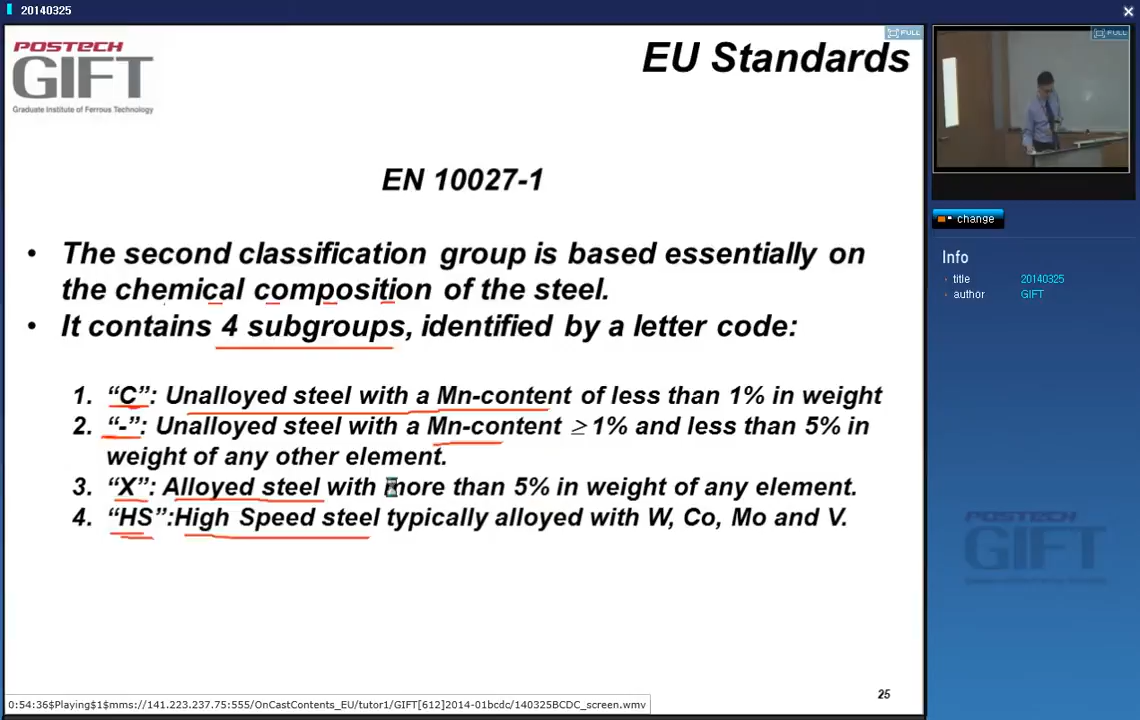 20140325
FULL
FULL
POSTECH
GIFT
Graduate Institute of Ferrous Technology
EU Standards
EN 10027-1
• The second classification group is based essentially on
the chemical composition of the steel.
• It contains 4 subgroups, identified by a letter code:
1. “C”: Unalloyed steel with a Mn-content of less than 1% in weight
2. “-”: Unalloyed steel with a Mn-content ≥ 1% and less than 5% in
weight of any other element.
3. “X”: Alloyed steel with more than 5% in weight of any element.
4. “HS”:High Speed steel typically alloyed with W, Co, Mo and V.
25
0:54:36$Playing$1$mms://141.223.237.75:555/OnCastContents_EU/tutor1/GIFT[612]2014-01bcdc/140325BCDC_screen.wmv
change
Info
title 20140325
author GIFT
POSTECH
GIFT